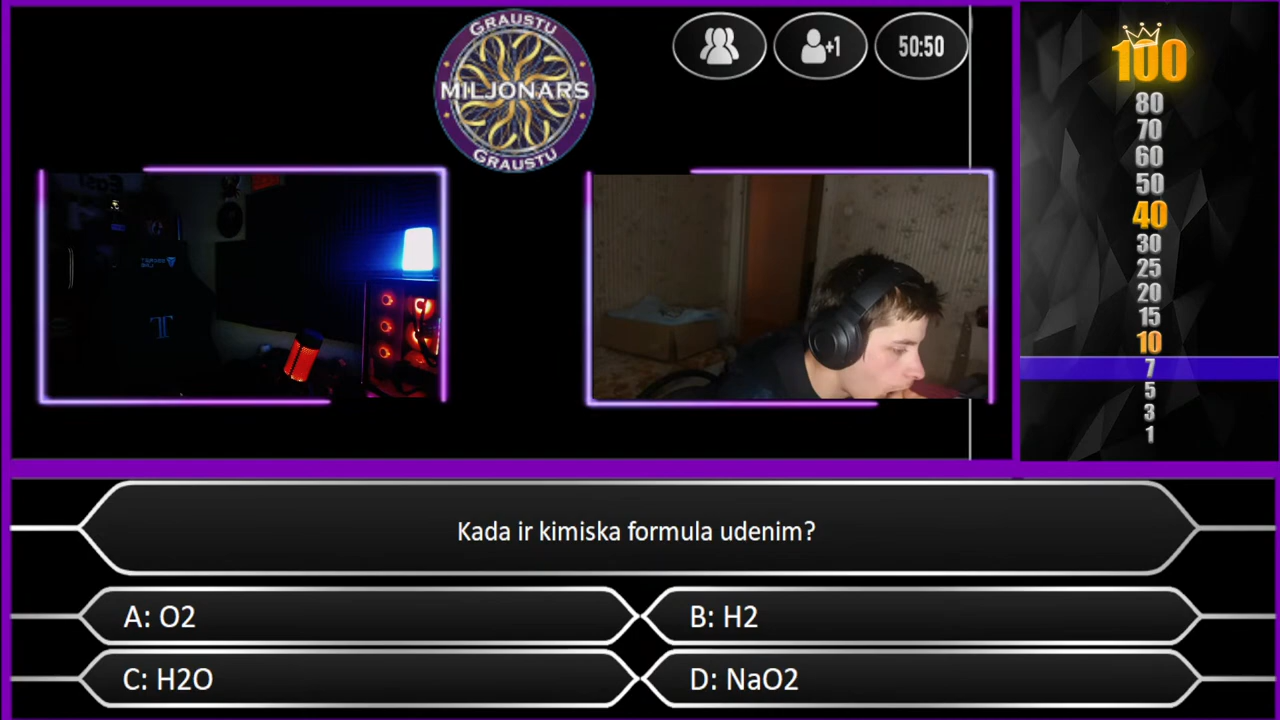 GRAUSTU
MILJONARS
GRAUSTU
+1
50:50
100
80
70
60
50
40
30
25
20
15
10
7
5
3
1
Kada ir kimiska formula udenim?
A: O2
B: H2
C: H2O
D: NaO2